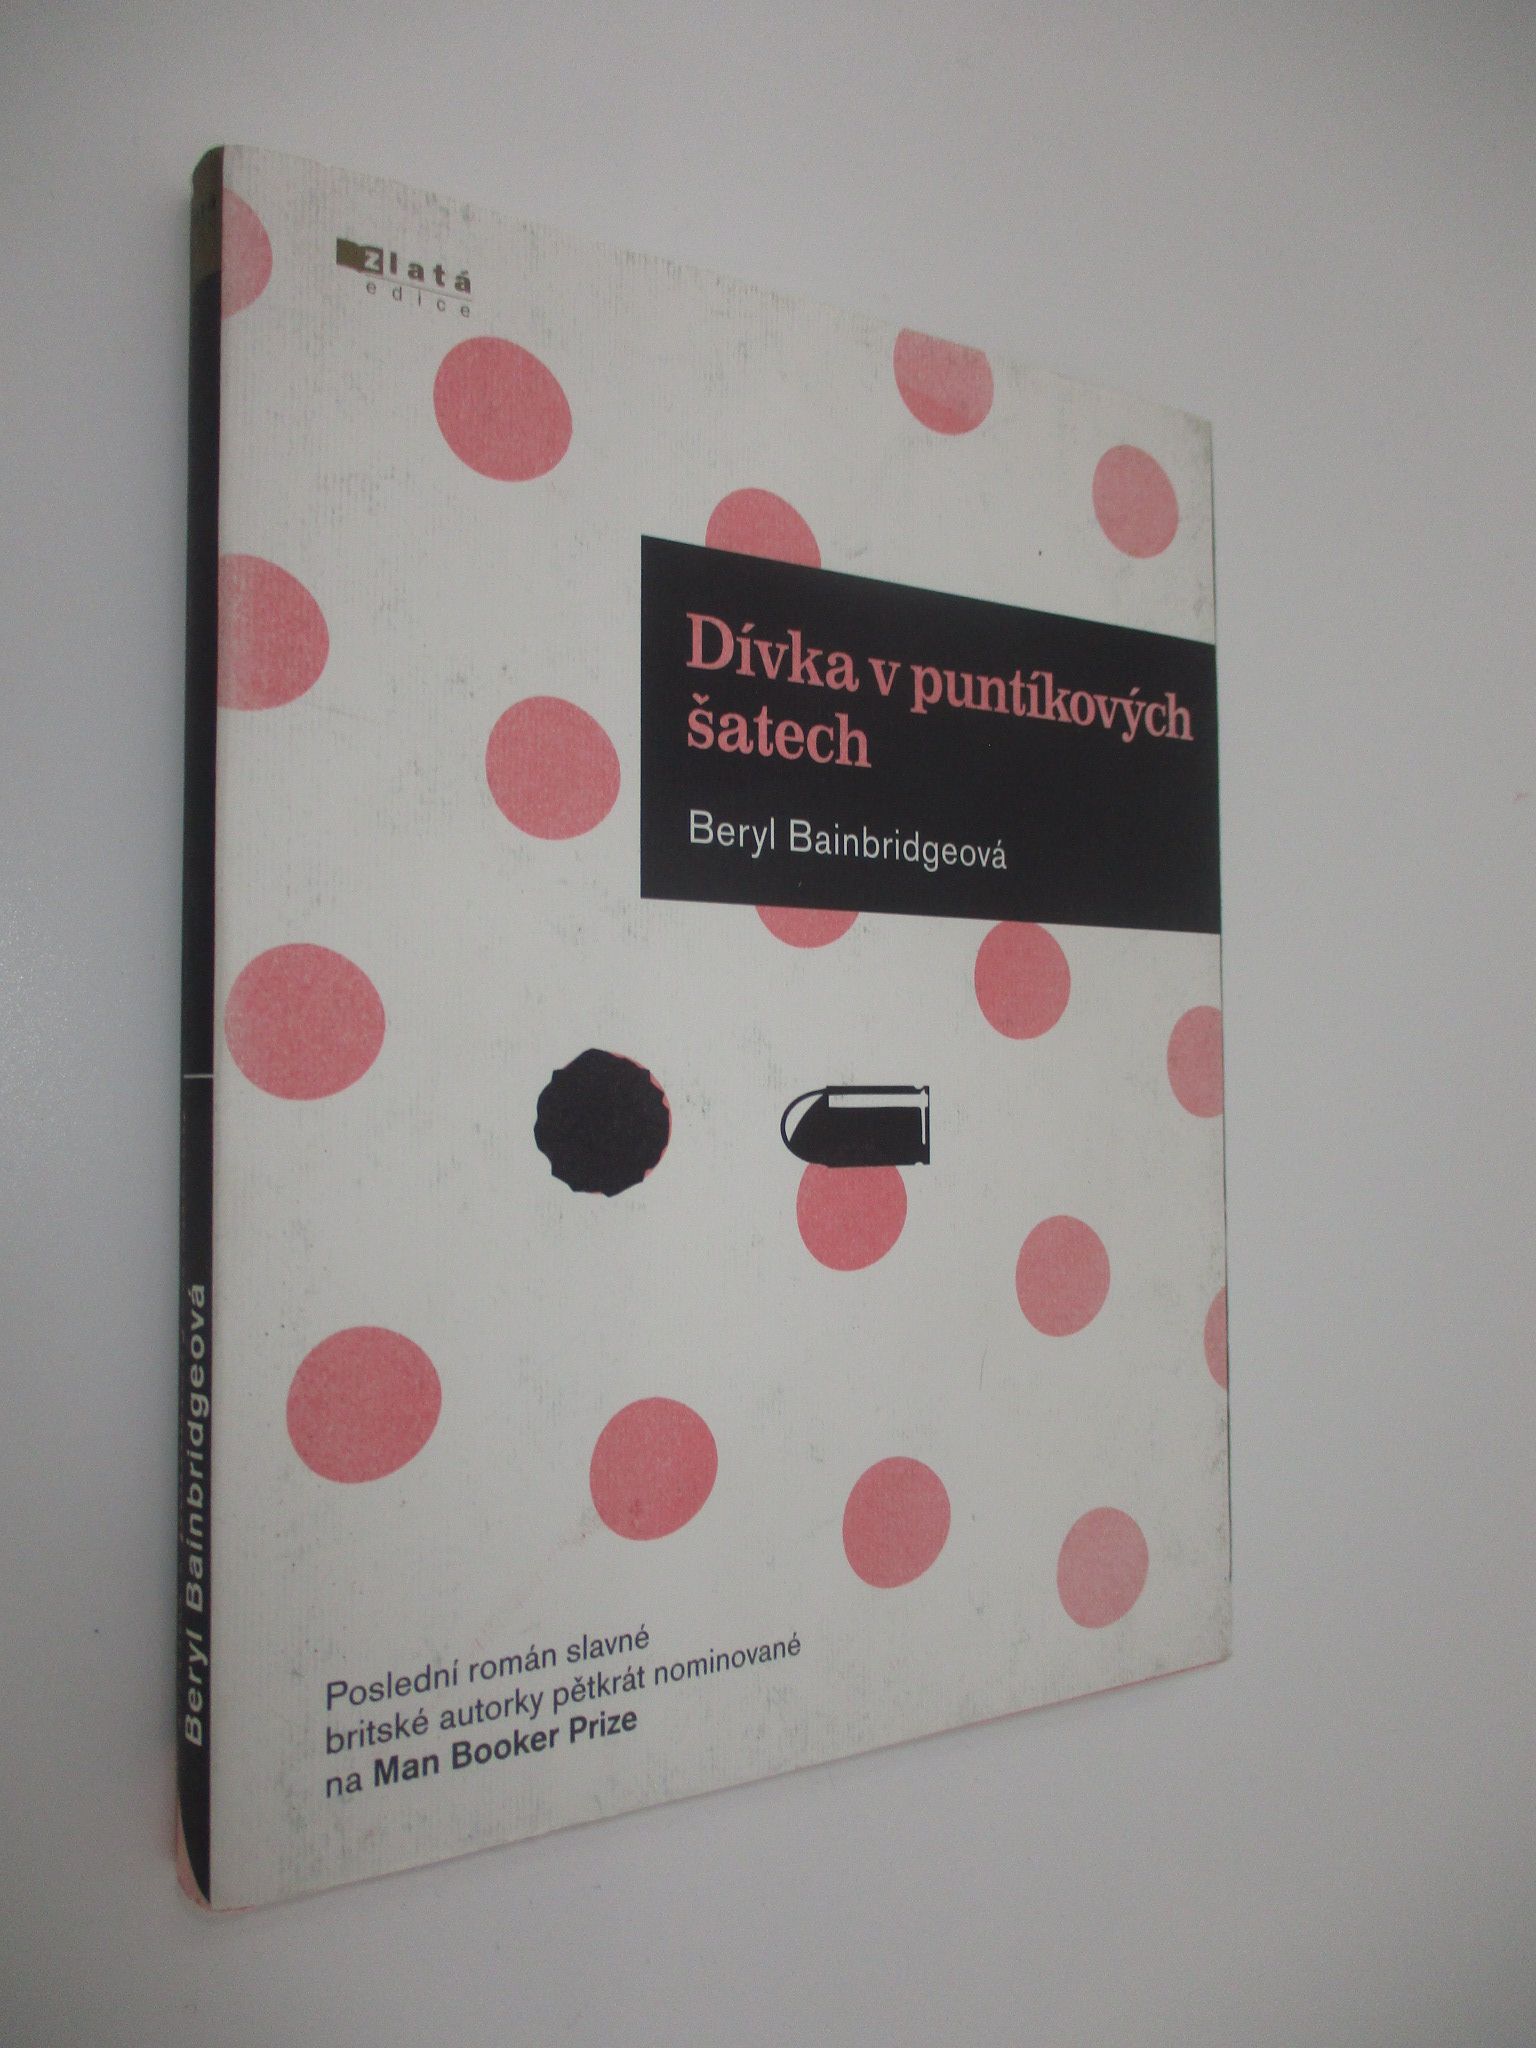 zlatá
edice
Dívka v puntíkových
šatech
Beryl Bainbridgeová
Poslední román slavné
britské autorky pětkrát nominované
na Man Booker Prize
Beryl Bainbridgeová